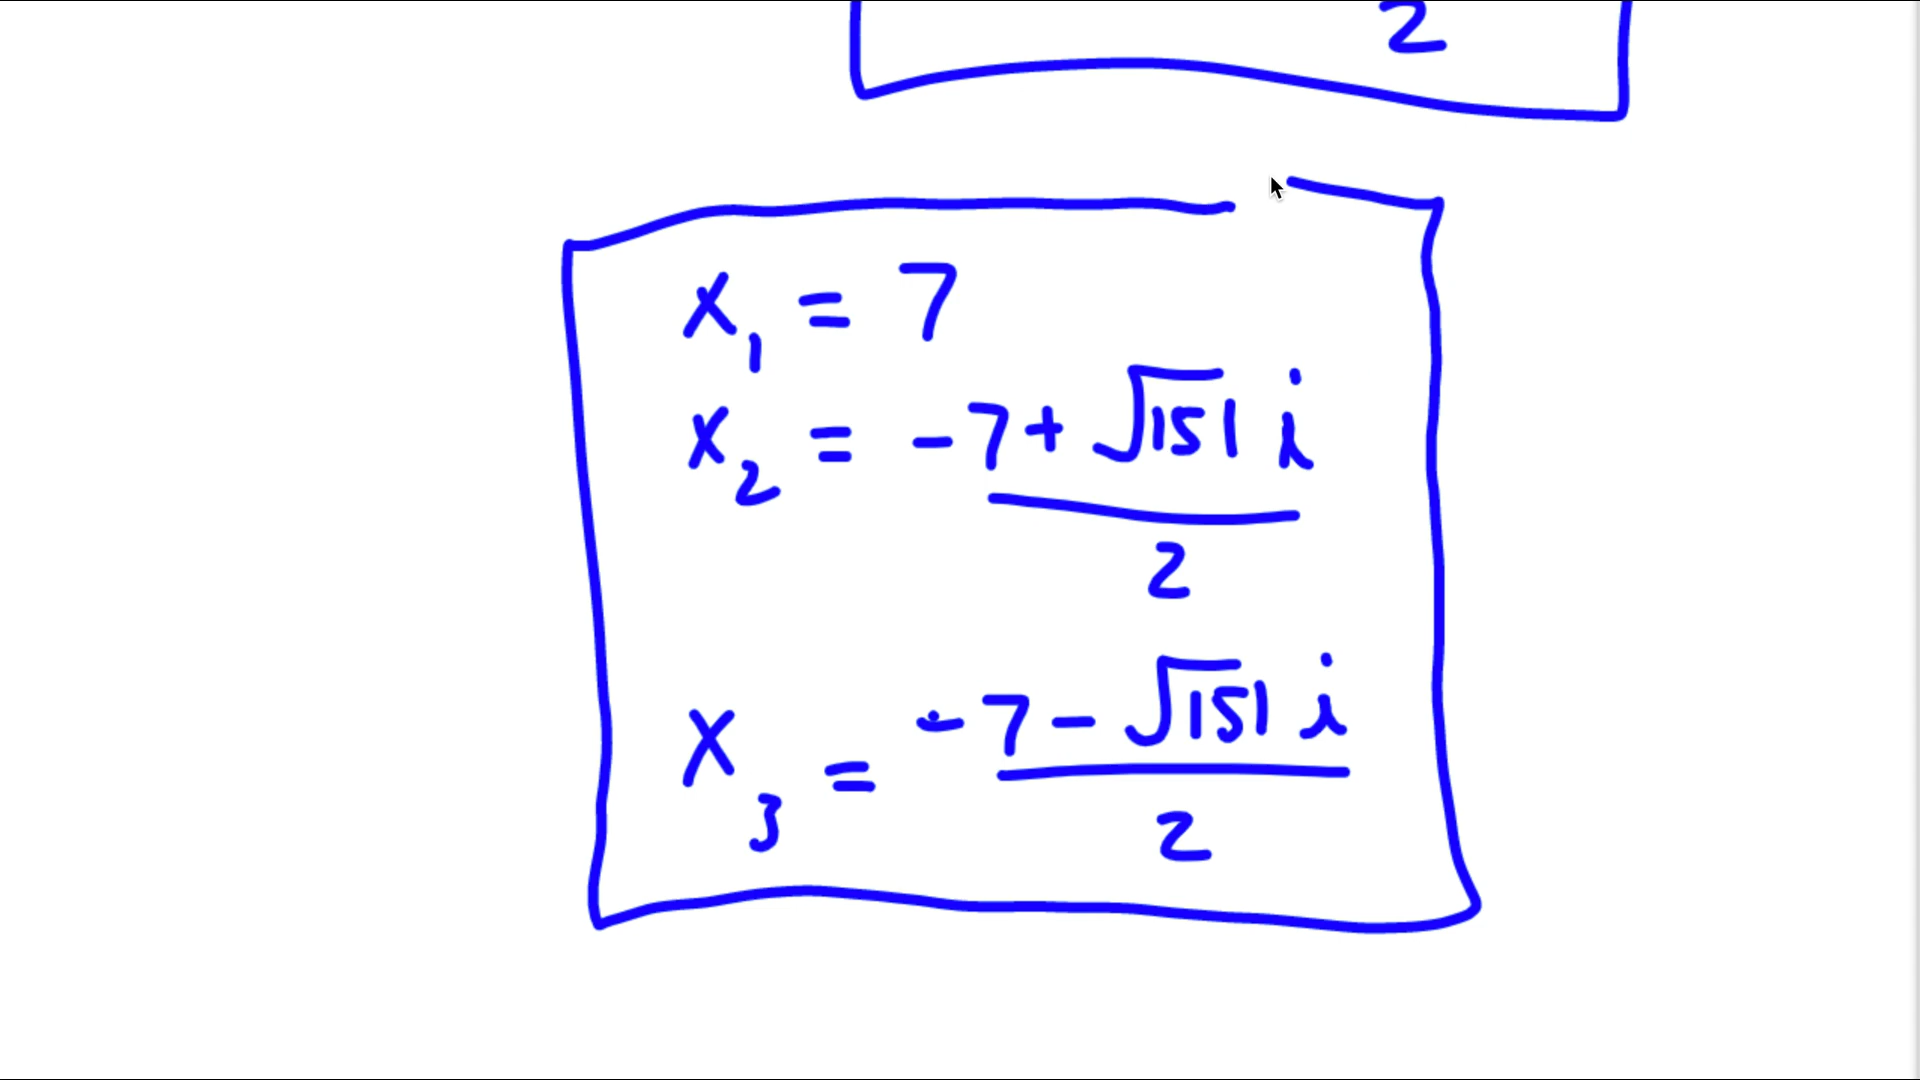 2
x₁ = 7
x₂ = -7 + √151 i
2
x₃ = -7 - √151 i
2